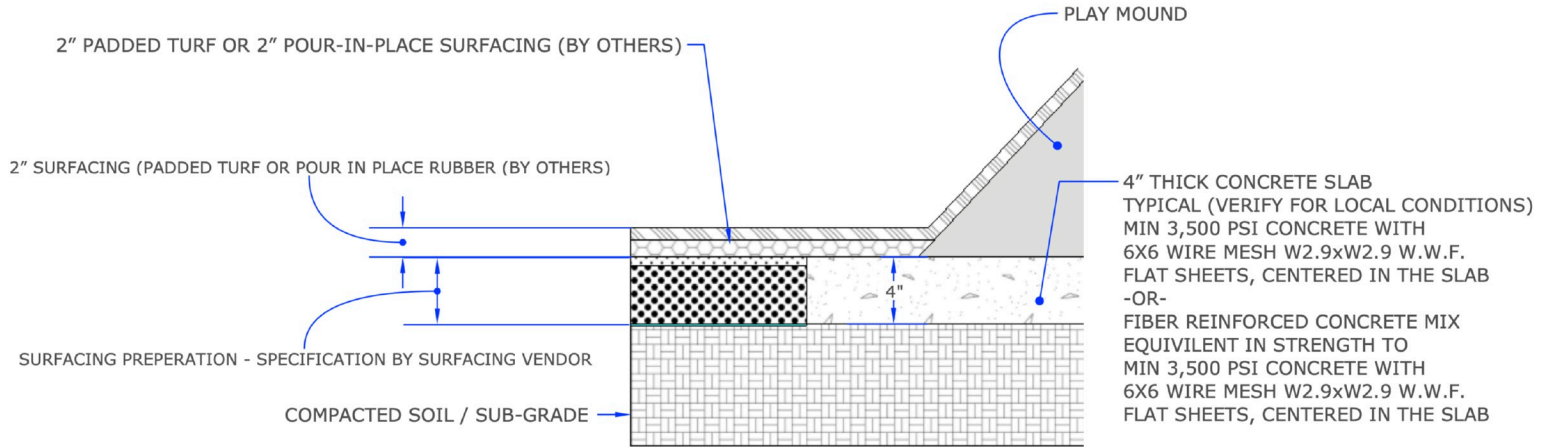 PLAY MOUND
2” PADDED TURF OR 2” POUR-IN-PLACE SURFACING (BY OTHERS)
2” SURFACING (PADDED TURF OR POUR IN PLACE RUBBER (BY OTHERS)
4” THICK CONCRETE SLAB
TYPICAL (VERIFY FOR LOCAL CONDITIONS)
MIN 3,500 PSI CONCRETE WITH
6X6 WIRE MESH W2.9xW2.9 W.W.F.
FLAT SHEETS, CENTERED IN THE SLAB
-OR-
FIBER REINFORCED CONCRETE MIX
EQUIVILENT IN STRENGTH TO
MIN 3,500 PSI CONCRETE WITH
6X6 WIRE MESH W2.9xW2.9 W.W.F.
FLAT SHEETS, CENTERED IN THE SLAB
4"
SURFACING PREPERATION - SPECIFICATION BY SURFACING VENDOR
COMPACTED SOIL / SUB-GRADE